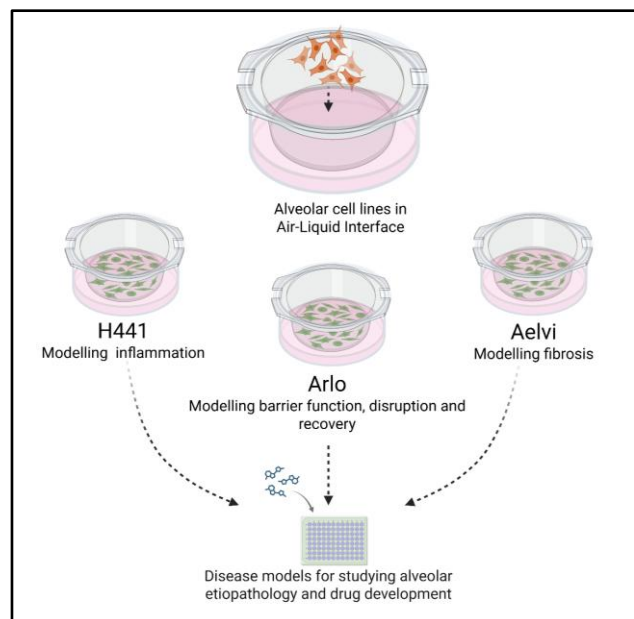 Alveolar cell lines in
Air-Liquid Interface
H441
Modelling inflammation
Arlo
Modelling barrier function, disruption and
recovery
Aelvi
Modelling fibrosis
Disease models for studying alveolar
etiopathology and drug development